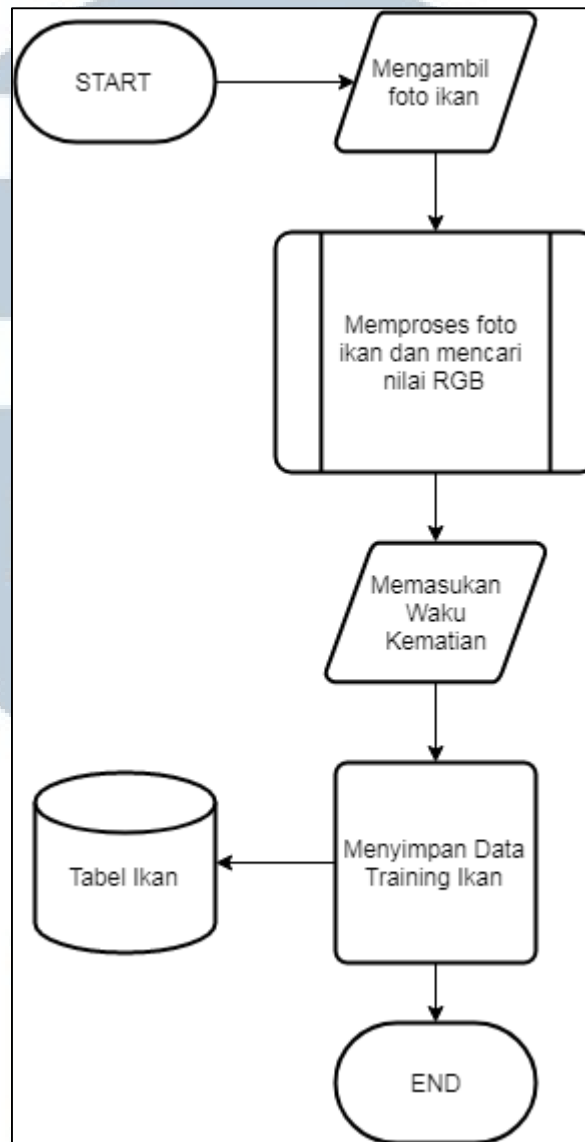 START
Mengambil
foto ikan
Memproses foto
ikan dan mencari
nilai RGB
Memasukan
Waku
Kematian
Menyimpan Data
Training Ikan
Tabel Ikan
END